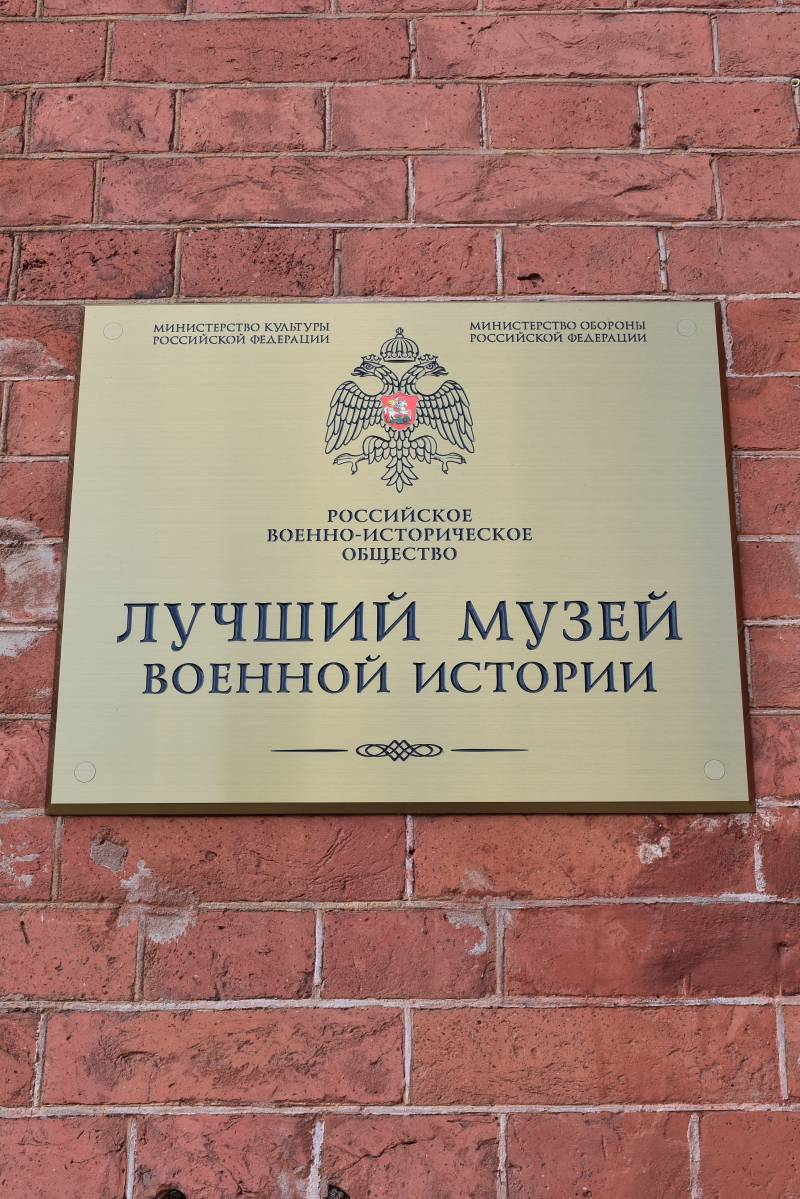 МИНИСТЕРСТВО КУЛЬТУРЫ
РОССИЙСКОЙ ФЕДЕРАЦИИ
МИНИСТЕРСТВО ОБОРОНЫ
РОССИЙСКОЙ ФЕДЕРАЦИИ
РОССИЙСКОЕ
ВОЕННО-ИСТОРИЧЕСКОЕ
ОБЩЕСТВО
ЛУЧШИЙ МУЗЕЙ
ВОЕННОЙ ИСТОРИИ